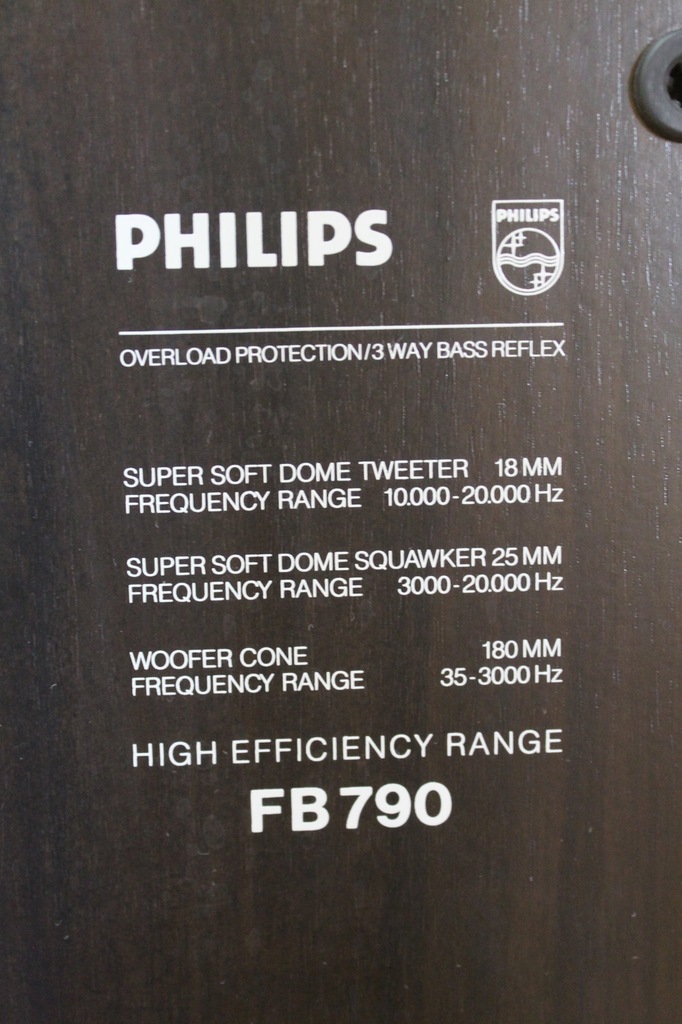 PHILIPS
PHILIPS
OVERLOAD PROTECTION/3 WAY BASS REFLEX
SUPER SOFT DOME TWEETER 18 MM
FREQUENCY RANGE 10.000-20.000 Hz
SUPER SOFT DOME SQUAWKER 25 MM
FREQUENCY RANGE 3000-20.000 Hz
WOOFER CONE 180 MM
FREQUENCY RANGE 35-3000 Hz
HIGH EFFICIENCY RANGE
FB 790